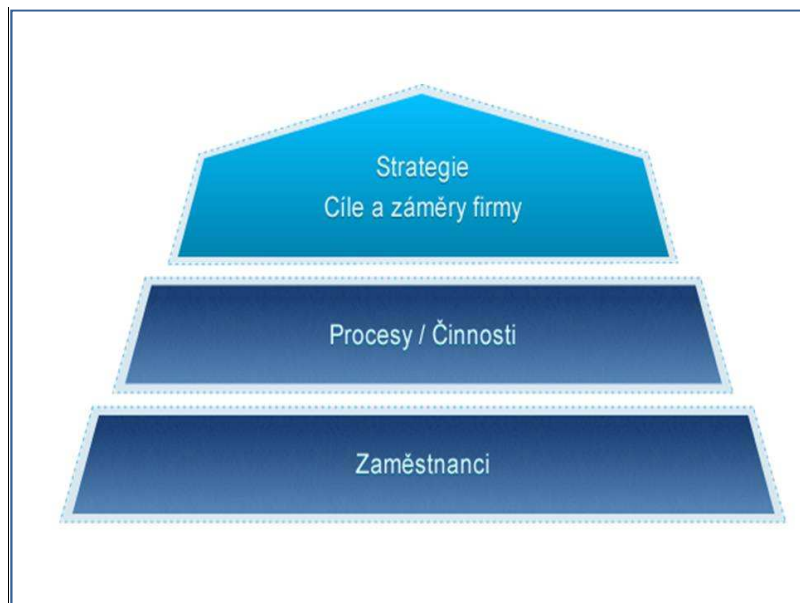 Strategie
Cíle a záměry firmy
Procesy / Činnosti
Zaměstnanci